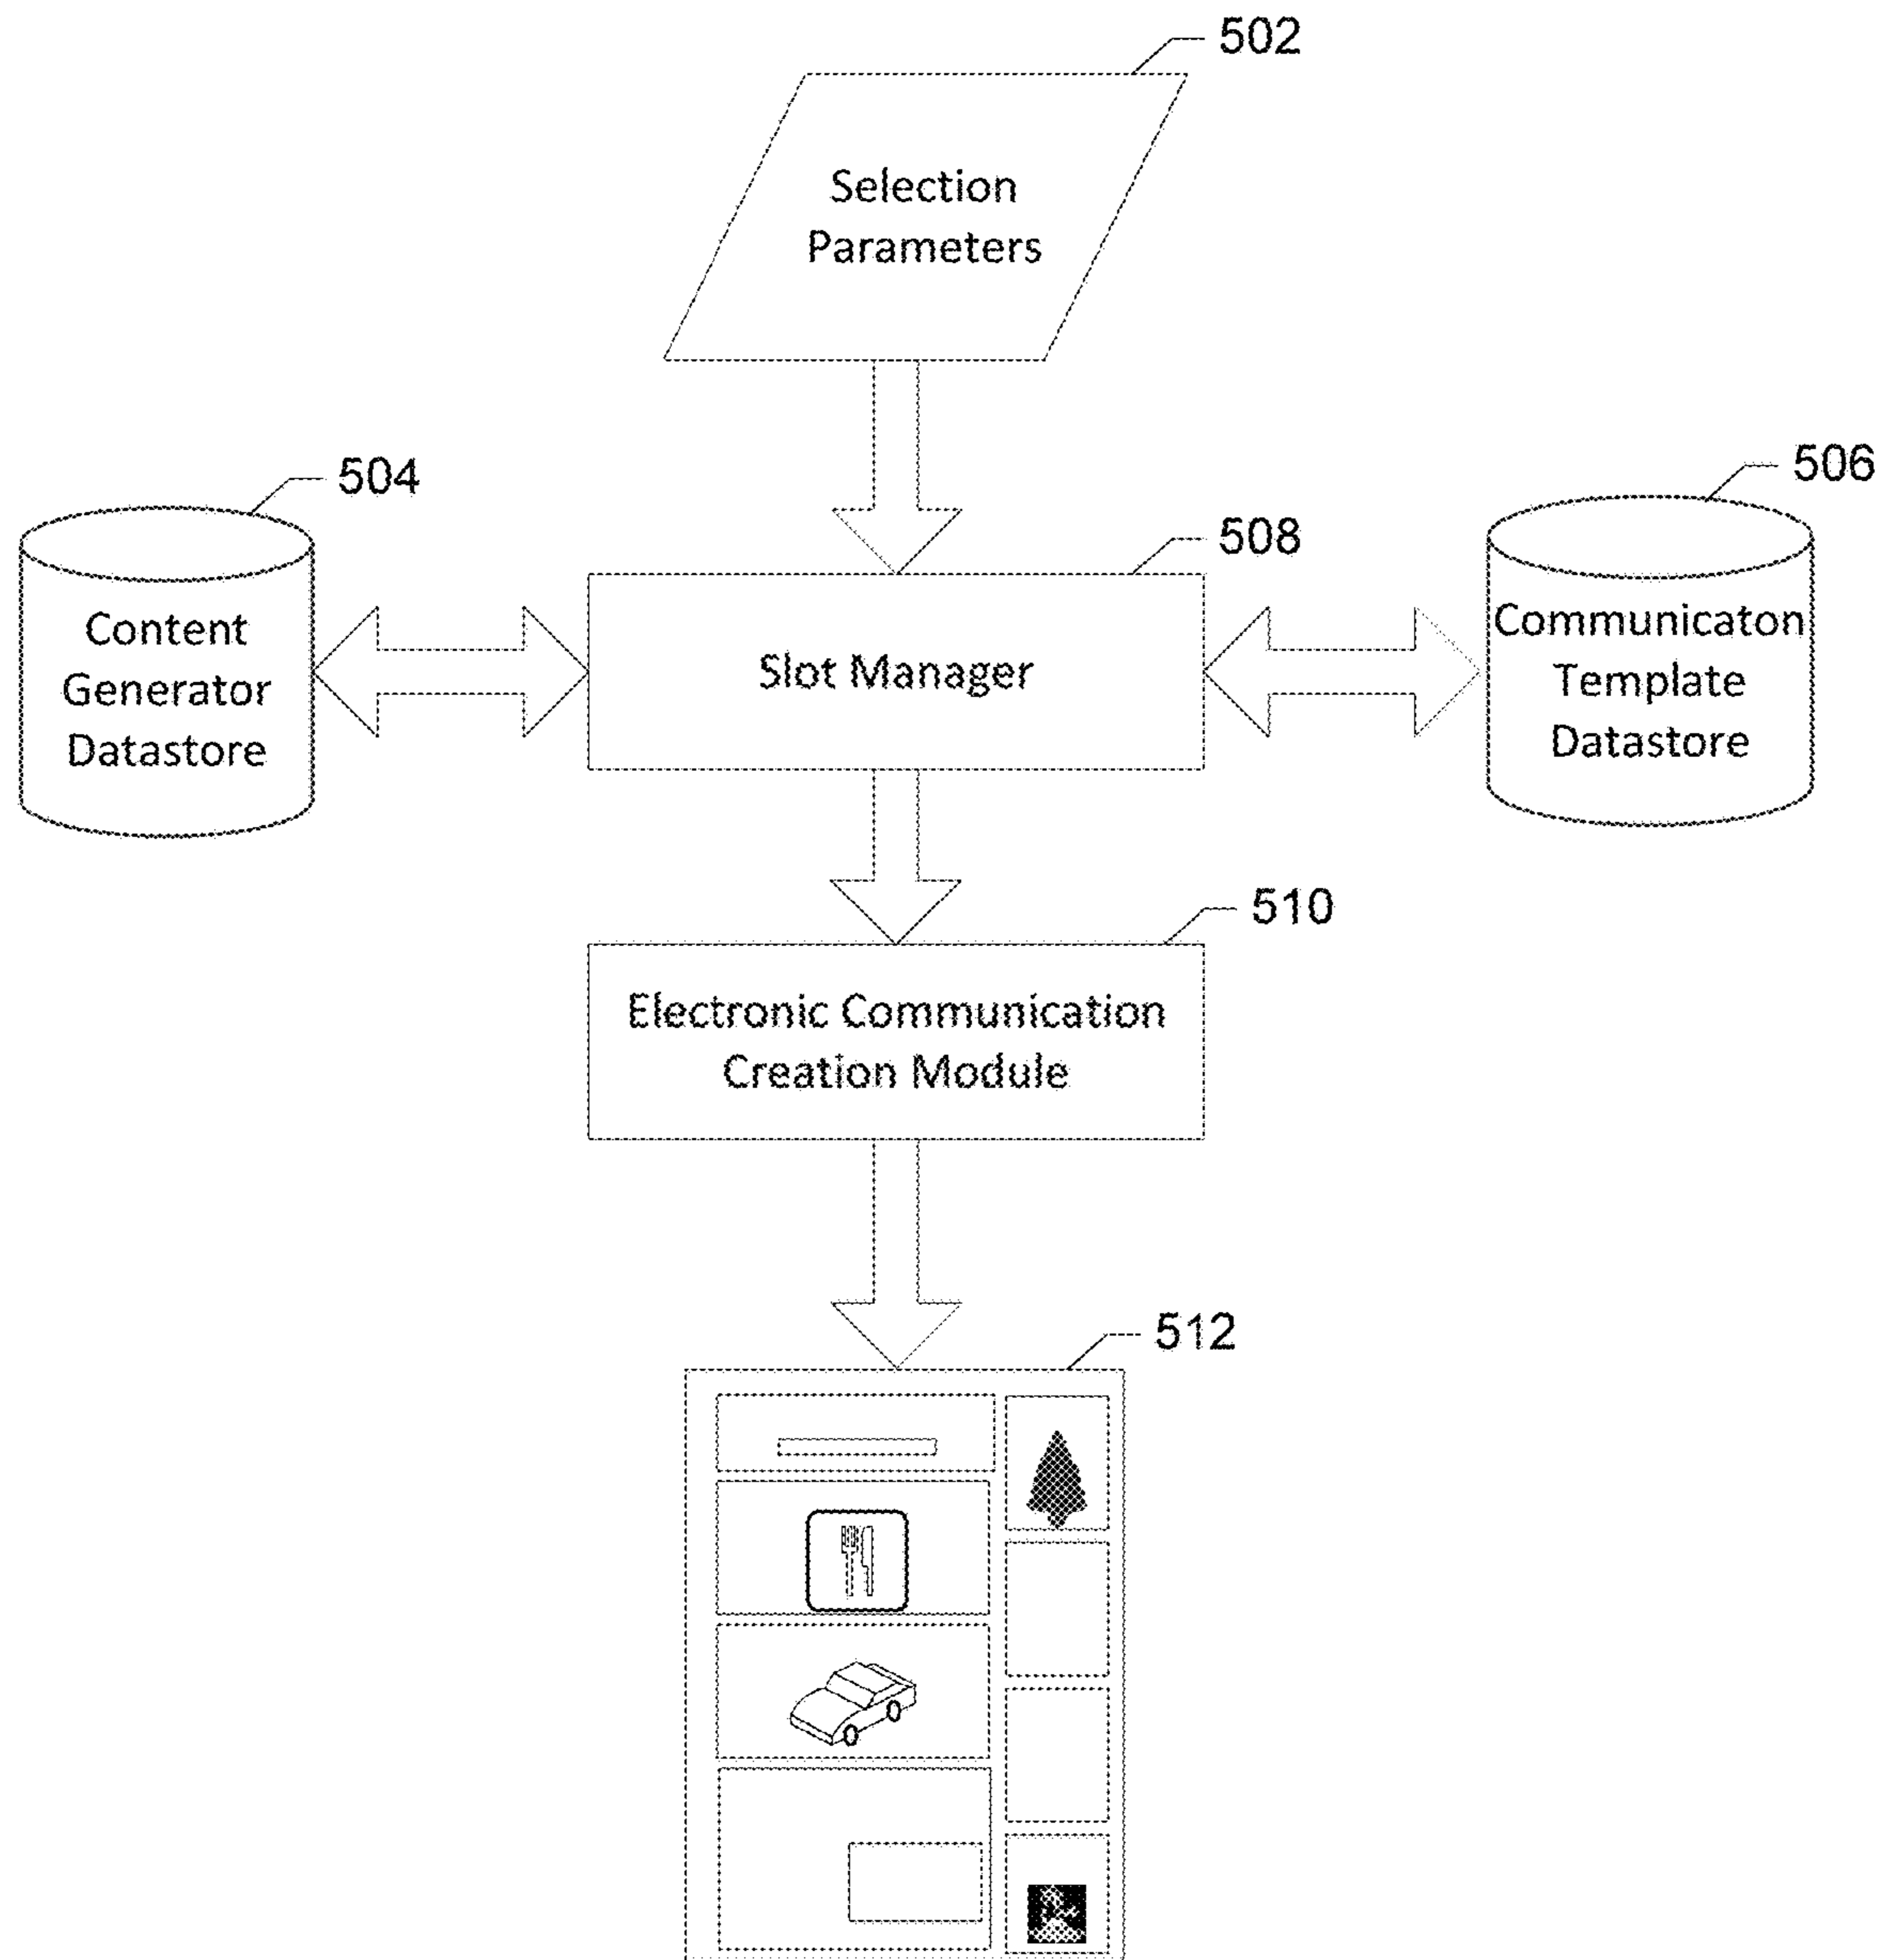 502
Selection
Parameters
504
506
508
Content
Generator
Datastore
Slot Manager
Communicaton
Template
Datastore
510
Electronic Communication
Creation Module
512